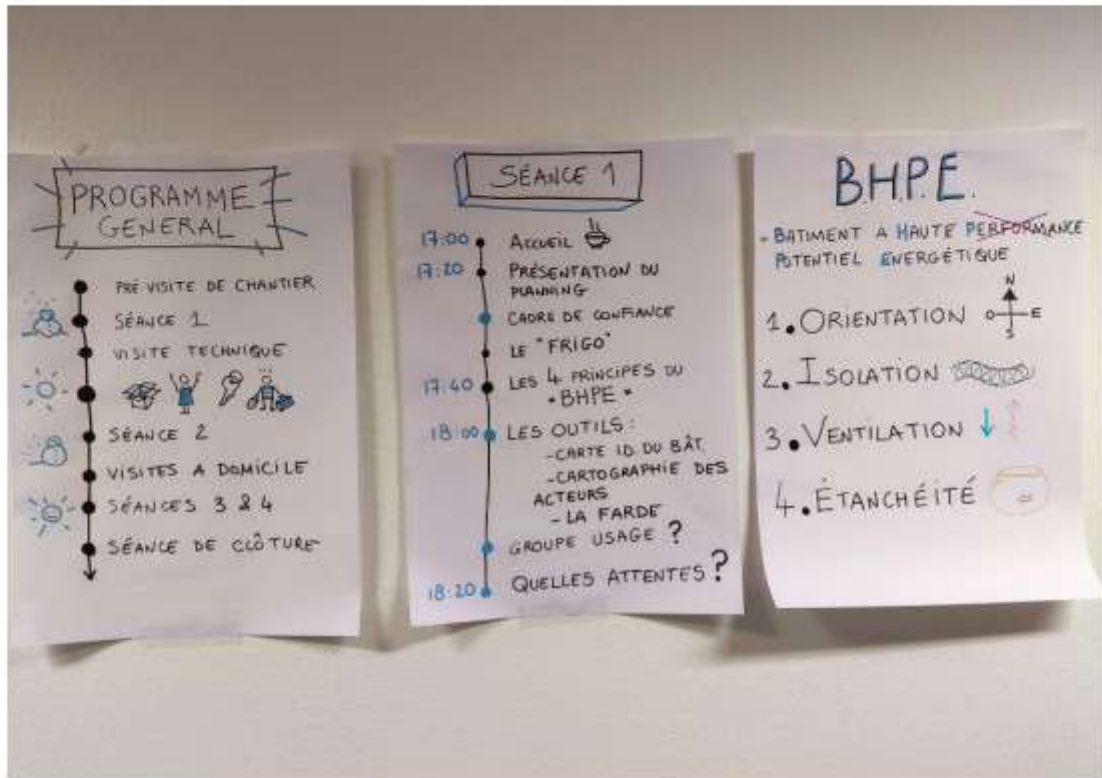 PROGRAMME
GENERAL
PRÉ VISITE DE CHANTIER
SÉANCE 1
VISITE TECHNIQUE
SÉANCE 2
VISITES A DOMICILE
SÉANCES 3 & 4
SÉANCE DE CLÔTURE
SÉANCE 1
17:00 ACCUEIL
17:20 PRÉSENTATION DU
PLANNING
CADRE DE CONFIANCE
LE "FRIGO"
17:40 LES 4 PRINCIPES DU
"BHPE"
18:00 LES OUTILS:
-CARTE ID. DU BÂT.
-CARTOGRAPHIE DES
ACTEURS
-LA FARDE
GROUPE USAGE ?
18:20 QUELLES ATTENTES ?
B.H.P.E.
- BATIMENT A HAUTE PERFORMANCE
POTENTIEL ENERGÉTIQUE
1. ORIENTATION
N
O E
S
2. ISOLATION
3. VENTILATION
4. ÉTANCHÉITÉ